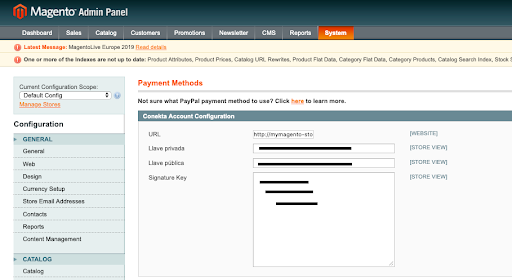 Magento Admin Panel
Dashboard Sales Catalog Customers Promotions Newsletter CMS Reports System
Latest Message: MagentoLive Europe 2019 Read details
One or more of the Indexes are not up to date: Product Attributes, Product Prices, Catalog URL Rewrites, Product Flat Data, Category Flat Data, Category Products, Catalog Search Index, Stock S
Current Configuration Scope:
Default Config
Manage Stores
Configuration
GENERAL
General
Web
Design
Currency Setup
Store Email Addresses
Contacts
Reports
Content Management
CATALOG
Catalog
Payment Methods
Not sure what PayPal payment method to use? Click here to learn more.
Conekta Account Configuration
URL http://mymagento-sto [WEBSITE]
Llave privada [STORE VIEW]
Llave pública [STORE VIEW]
Signature Key [STORE VIEW]